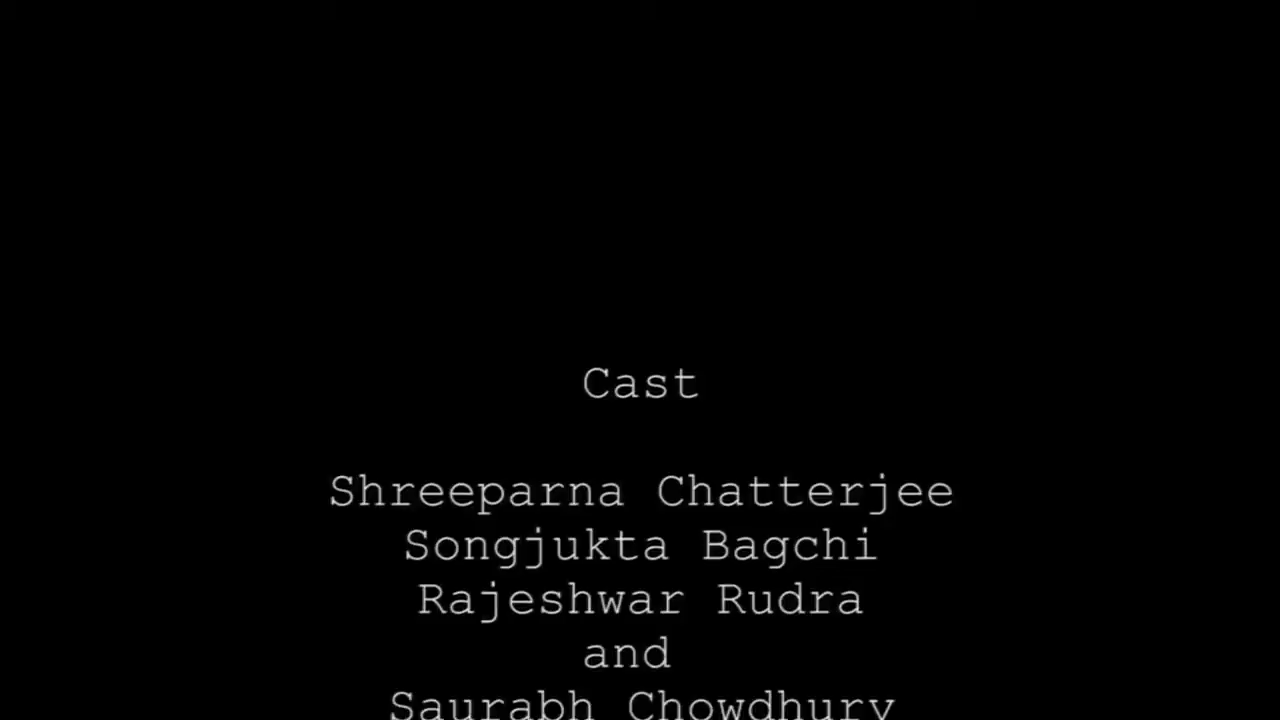 Cast
Shreeparna Chatterjee
Songjukta Bagchi
Rajeshwar Rudra
and
Saurabh Chowdhury